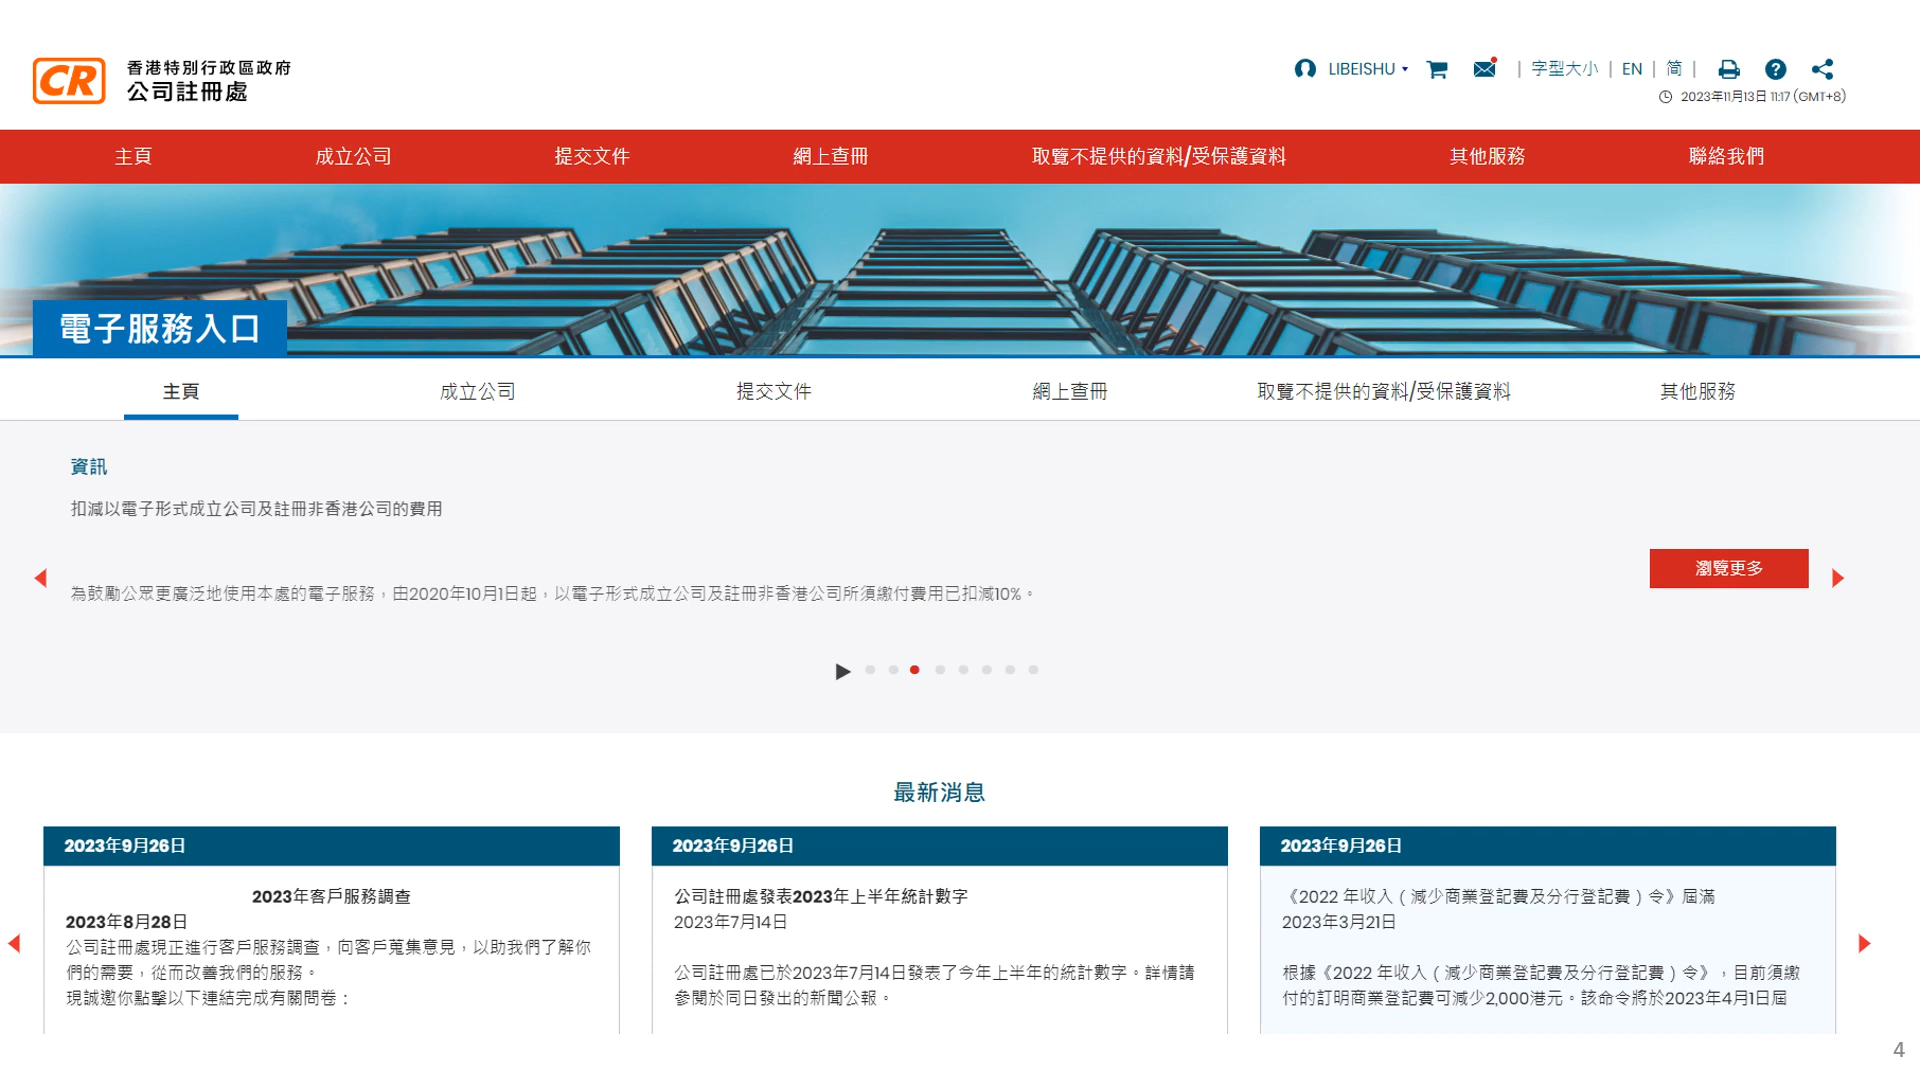 CR
香港特別行政區政府
公司註冊處
LIBEISHU | 字型大小 | EN | 简 |
2023年11月13日 11:17 (GMT+8)
主頁 成立公司 提交文件 網上查冊 取覽不提供的資料/受保護資料 其他服務 聯絡我們
電子服務入口
主頁 成立公司 提交文件 網上查冊 取覽不提供的資料/受保護資料 其他服務
資訊
扣減以電子形式成立公司及註冊非香港公司的費用
瀏覽更多
為鼓勵公眾更廣泛地使用本處的電子服務，由2020年10月1日起，以電子形式成立公司及註冊非香港公司所須繳付費用已扣減10%。
最新消息
2023年9月26日
2023年客戶服務調查
2023年8月28日
公司註冊處現正進行客戶服務調查，向客戶蒐集意見，以助我們了解你
們的需要，從而改善我們的服務。
現誠邀你點擊以下連結完成有關問卷：
2023年9月26日
公司註冊處發表2023年上半年統計數字
2023年7月14日
公司註冊處已於2023年7月14日發表了今年上半年的統計數字。詳情請
參閱於同日發出的新聞公報。
2023年9月26日
《2022 年收入（減少商業登記費及分行登記費）令》屆滿
2023年3月21日
根據《2022 年收入（減少商業登記費及分行登記費）令》，目前須繳
付的訂明商業登記費可減少2,000港元。該命令將於2023年4月1日屆
4